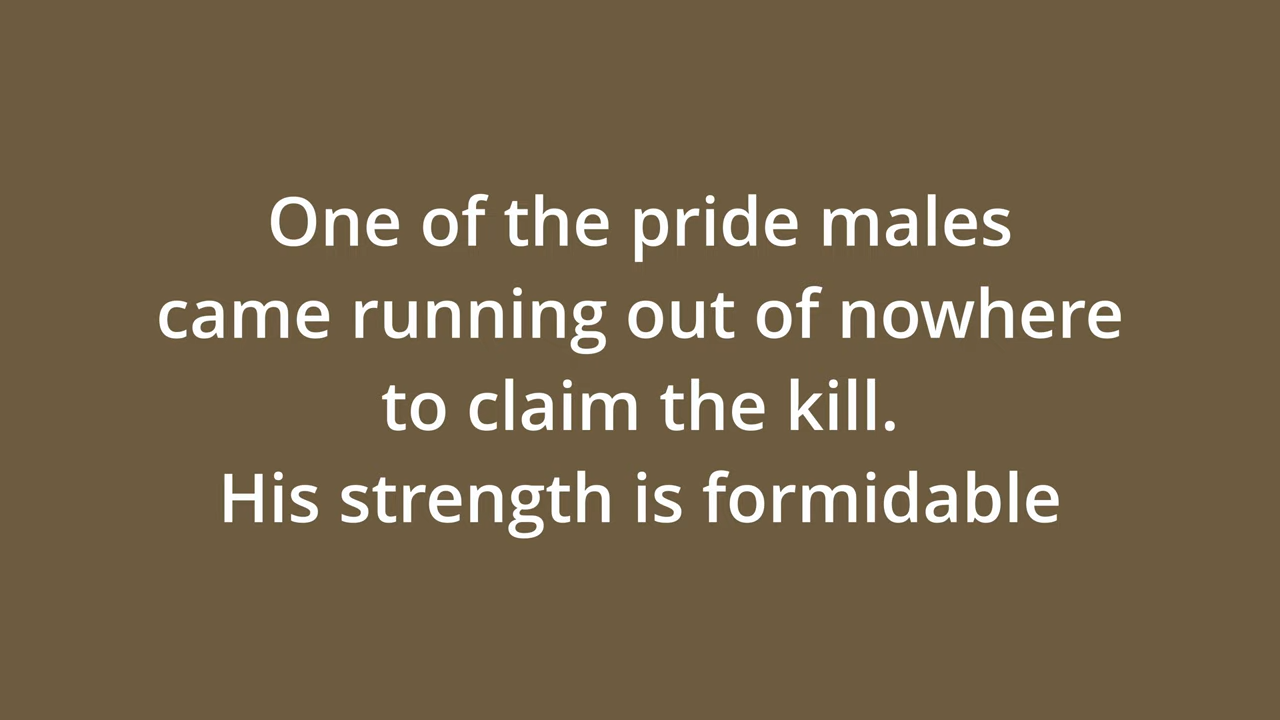 One of the pride males
came running out of nowhere
to claim the kill.
His strength is formidable